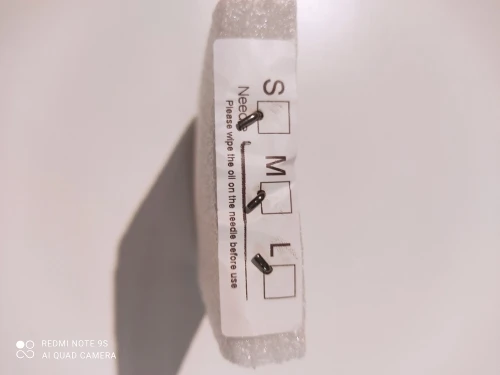 S M L
Needle
Please wipe the oil on the needle before use
REDMI NOTE 9S
AI QUAD CAMERA